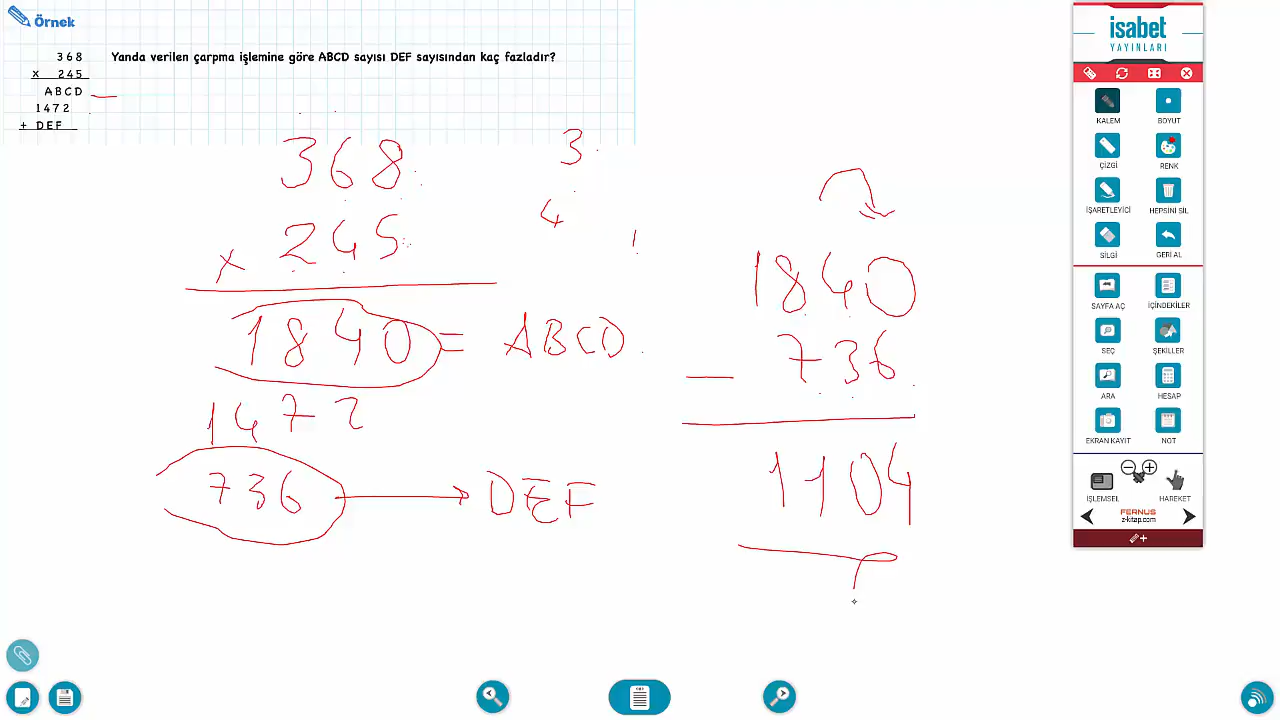 Örnek
Yanda verilen çarpma işlemine göre ABCD sayısı DEF sayısından kaç fazladır?
368
x 245
ABCD
1472
+ DEF
368
x 245
1840 = ABCD
1472
736 → DEF
3
4
1840
- 736
1104
isabet
YAYINLARI
KALEM
BOYUT
ÇİZGİ
RENK
İŞARETLEYİCİ
HEPSİNİ SİL
SİLGİ
GERİ AL
SAYFA AÇ
İÇİNDEKİLER
SEÇ
ŞEKİLLER
ARA
HESAP
EKRAN KAYIT
NOT
İŞLEMSEL
HAREKET
FERNUS
z-kitap.com